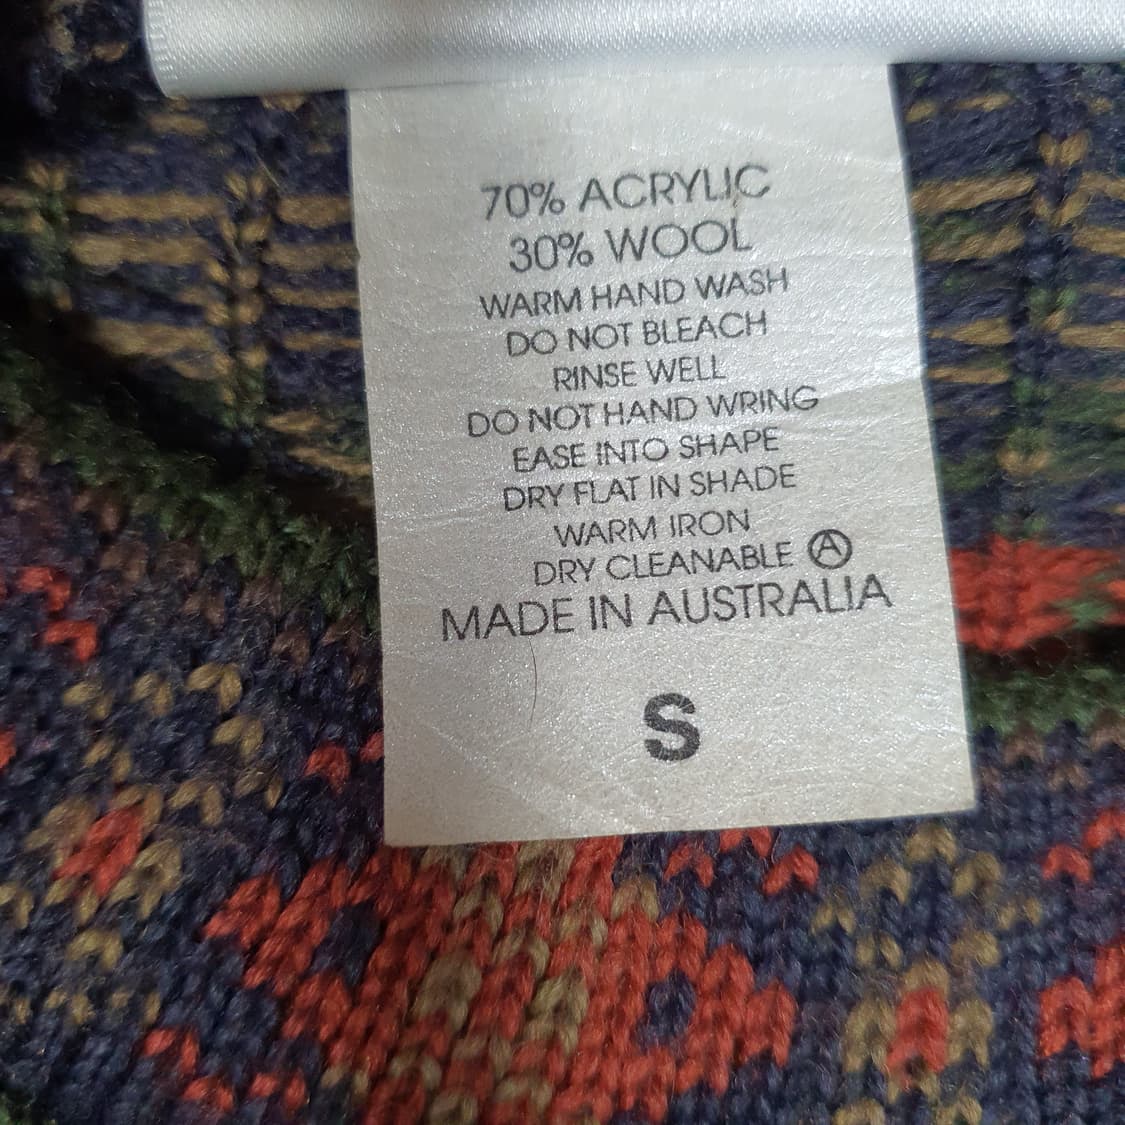 70% ACRYLIC
30% WOOL
WARM HAND WASH
DO NOT BLEACH
RINSE WELL
DO NOT HAND WRING
EASE INTO SHAPE
DRY FLAT IN SHADE
WARM IRON
DRY CLEANABLE Ⓐ
MADE IN AUSTRALIA
S